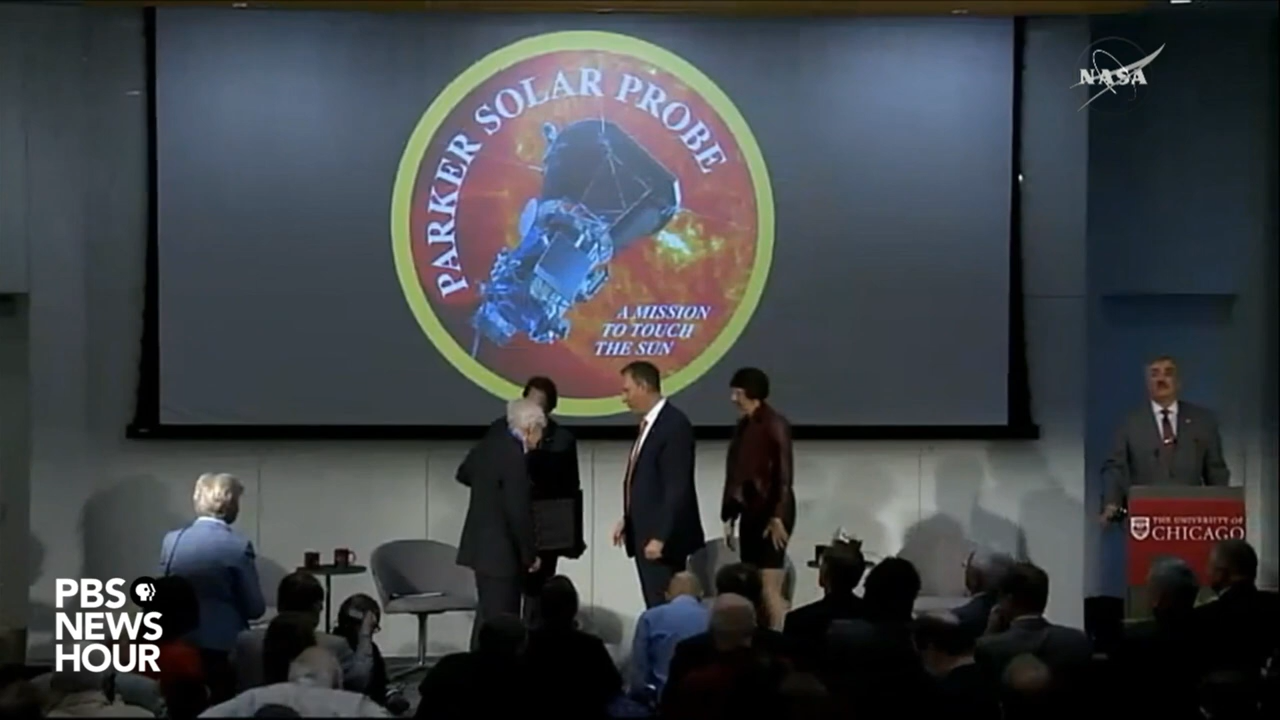 NASA
PARKER SOLAR PROBE
A MISSION
TO TOUCH
THE SUN
THE UNIVERSITY OF
CHICAGO
PBS
NEWS
HOUR